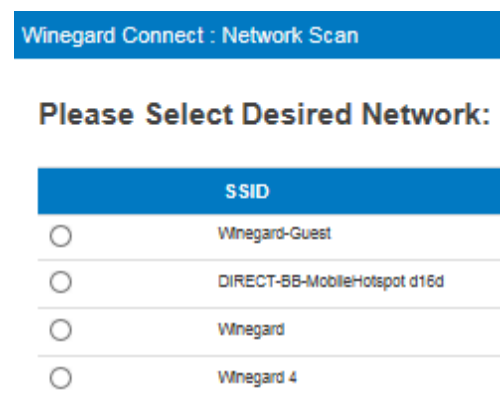 Winegard Connect : Network Scan
Please Select Desired Network:
SSID
Winegard-Guest
DIRECT-BB-MobileHotspot d16d
Winegard
Winegard 4